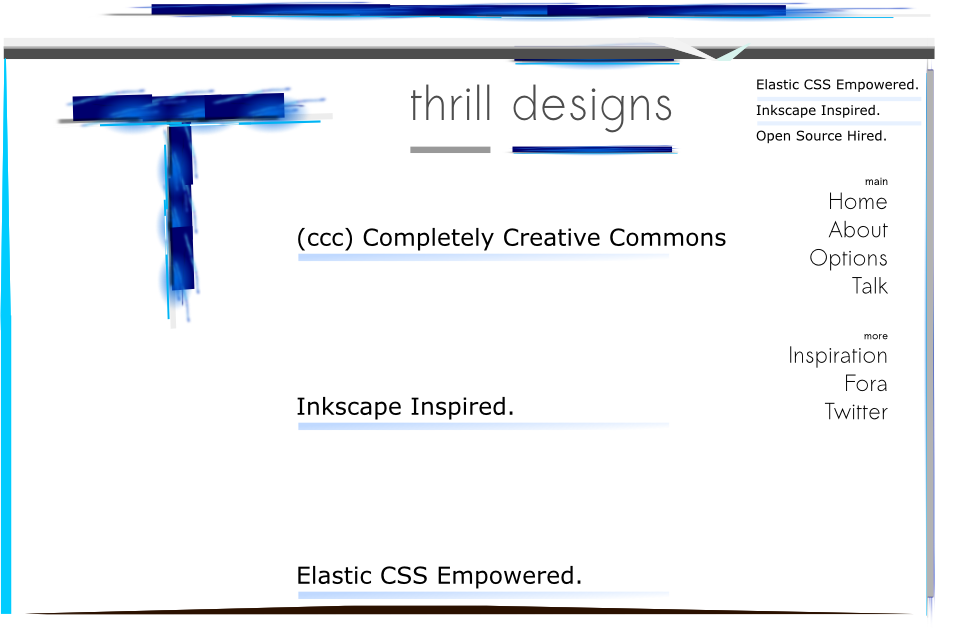 thrill designs
Elastic CSS Empowered.
Inkscape Inspired.
Open Source Hired.
main
Home
About
Options
Talk
more
Inspiration
Fora
Twitter
(ccc) Completely Creative Commons
Inkscape Inspired.
Elastic CSS Empowered.